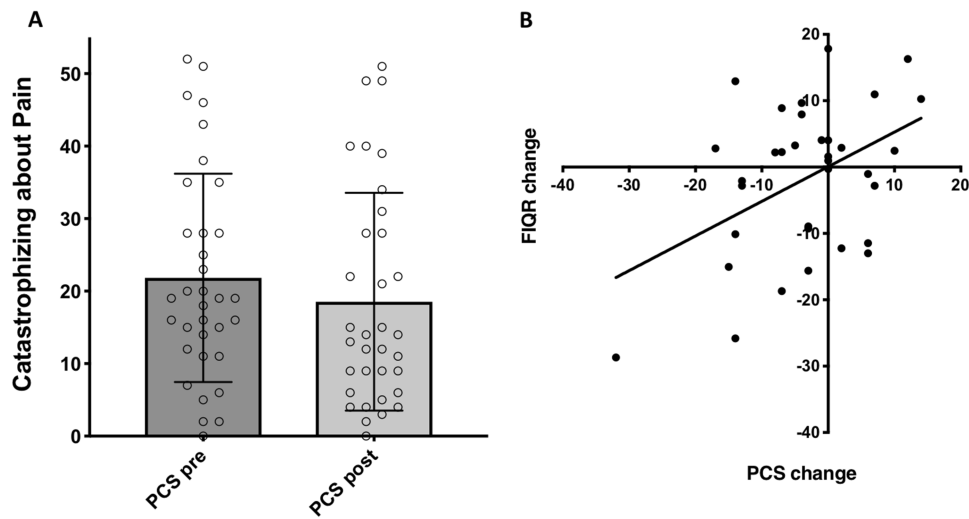 A
Catastrophizing about Pain
50
40
30
20
10
0
PCS pre
PCS post
B
FIQR change
20
10
-40
-30
-20
-10
10
20
-10
-20
-30
-40
PCS change